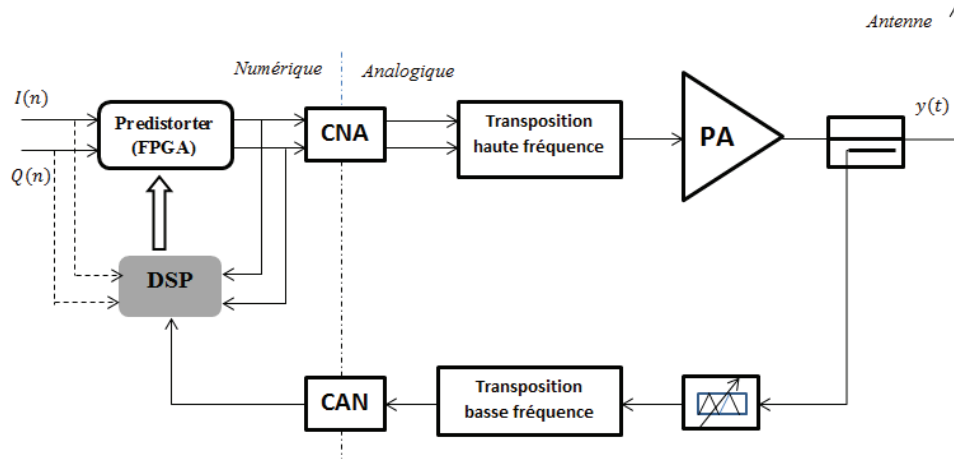 Antenne
Numérique
Analogique
I(n)
Q(n)
Predistorter
(FPGA)
CNA
Transposition
haute fréquence
PA
y(t)
DSP
CAN
Transposition
basse fréquence